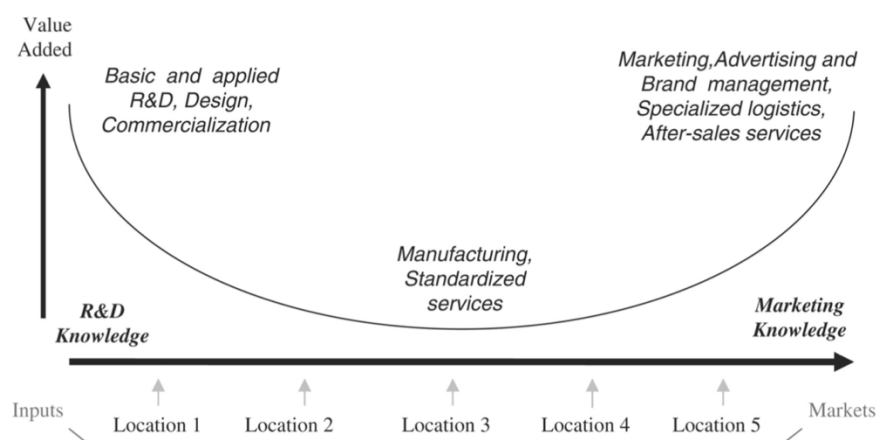 Value
Added
Basic and applied
R&D, Design,
Commercialization
Marketing,Advertising and
Brand management,
Specialized logistics,
After-sales services
Manufacturing,
Standardized
services
R&D
Knowledge
Marketing
Knowledge
Inputs
Location 1
Location 2
Location 3
Location 4
Location 5
Markets